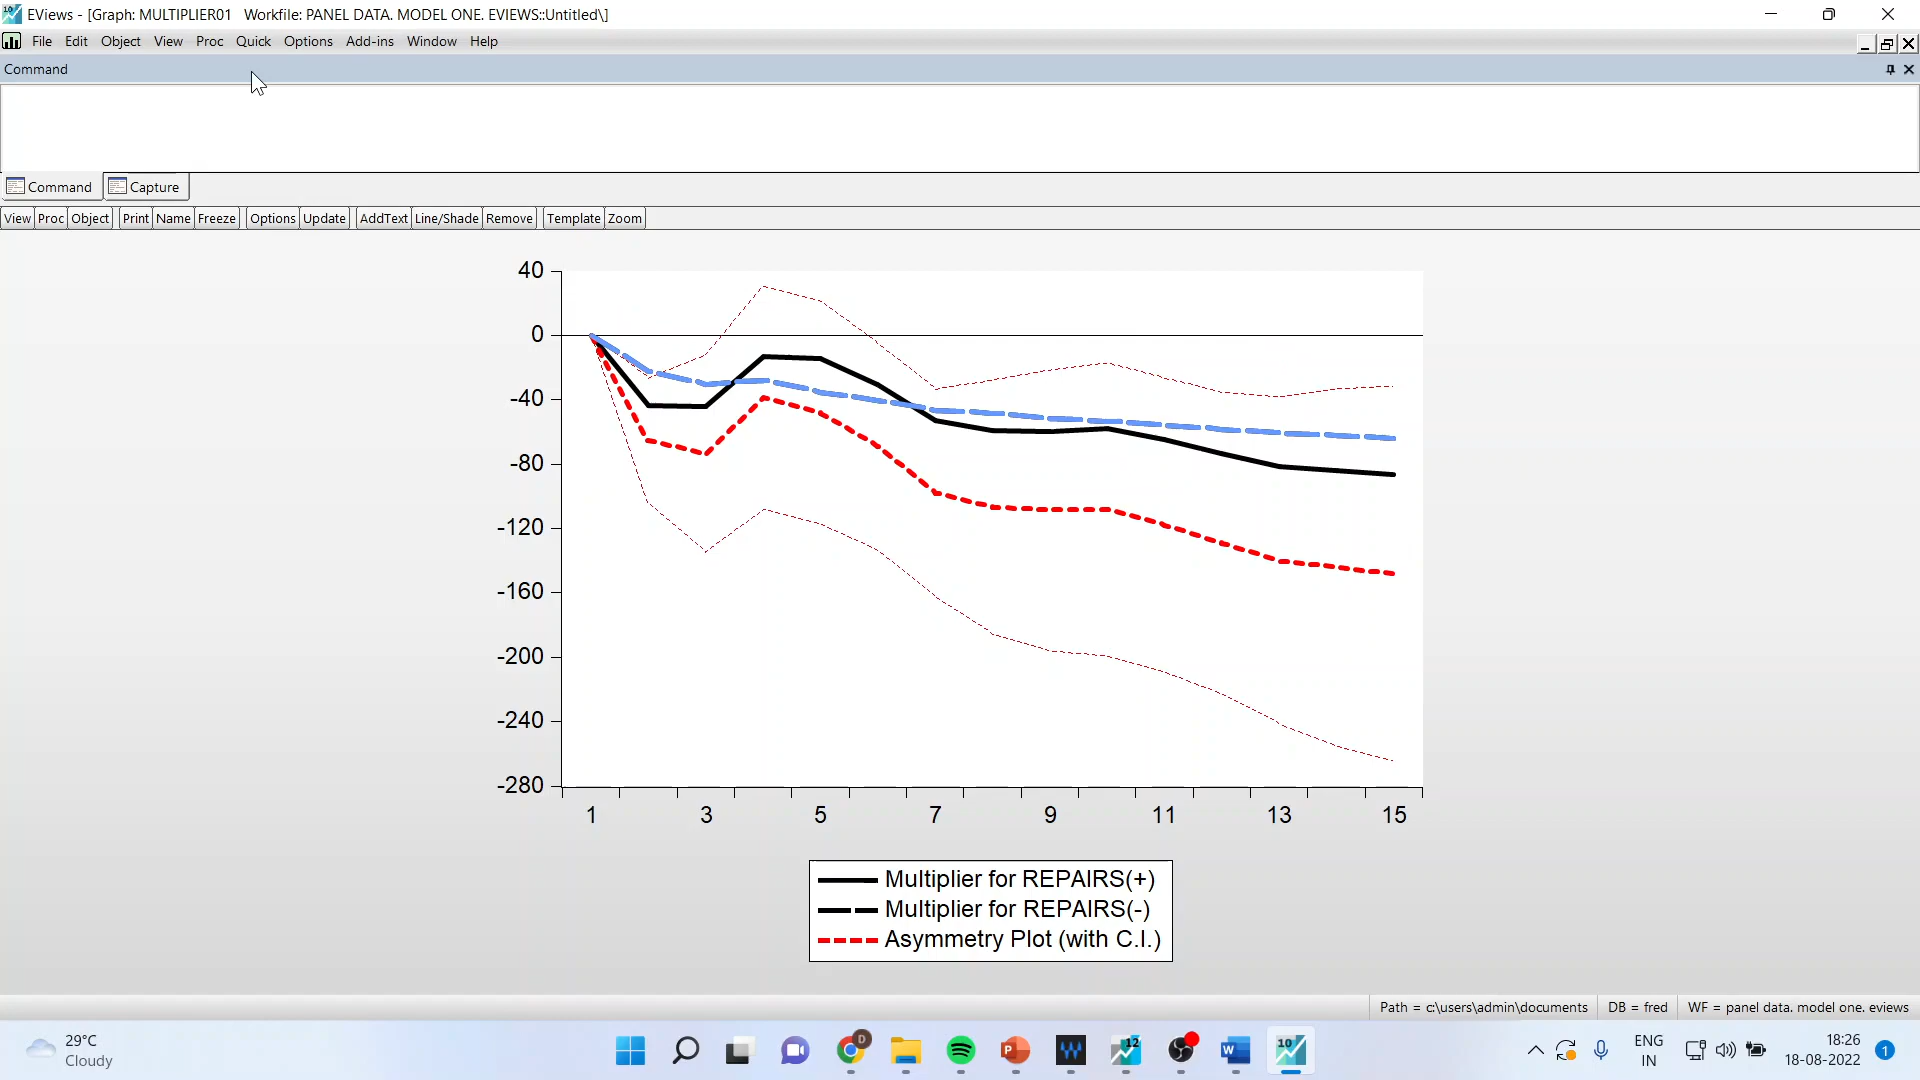 EViews - [Graph: MULTIPLIER01   Workfile: PANEL DATA. MODEL ONE. EVIEWS::Untitled\]
File Edit Object View Proc Quick Options Add-ins Window Help
Command
Command Capture
View Proc Object Print Name Freeze Options Update AddText Line/Shade Remove Template Zoom
40
0
-40
-80
-120
-160
-200
-240
-280
1 3 5 7 9 11 13 15
Multiplier for REPAIRS(+)
Multiplier for REPAIRS(-)
Asymmetry Plot (with C.I.)
Path = c:\users\admin\documents DB = fred WF = panel data. model one. eviews
29°C
Cloudy
D
P
W
12
W
10
ENG
IN
18:26
18-08-2022
1